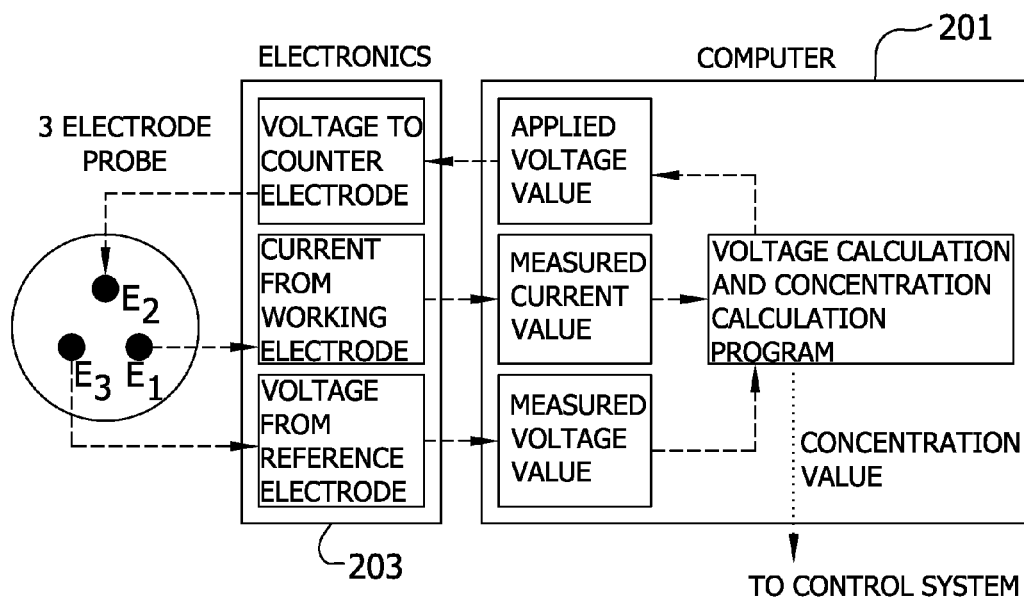 201
ELECTRONICS
COMPUTER
3 ELECTRODE
PROBE
VOLTAGE TO
COUNTER
ELECTRODE
APPLIED
VOLTAGE
VALUE
E2
E3
E1
CURRENT
FROM
WORKING
ELECTRODE
MEASURED
CURRENT
VALUE
VOLTAGE CALCULATION
AND CONCENTRATION
CALCULATION
PROGRAM
VOLTAGE
FROM
REFERENCE
ELECTRODE
MEASURED
VOLTAGE
VALUE
CONCENTRATION
VALUE
203
TO CONTROL SYSTEM